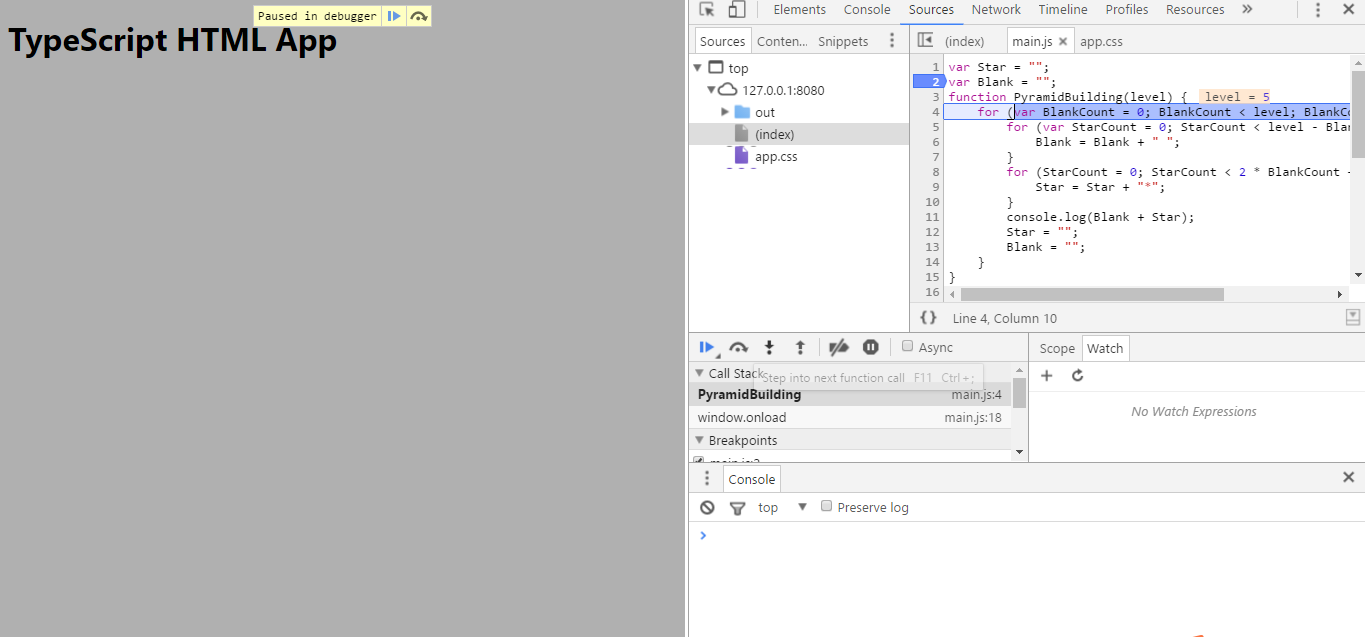 Paused in debugger
TypeScript HTML App
Elements Console Sources Network Timeline Profiles Resources »
Sources Conten... Snippets
(index) main.js × app.css
top
127.0.0.1:8080
out
(index)
app.css
1 var Star = "";
2 var Blank = "";
3 function PyramidBuilding(level) { level = 5
4 for (var BlankCount = 0; BlankCount < level; BlankC
5 for (var StarCount = 0; StarCount < level - Blan
6 Blank = Blank + " ";
7 }
8 for (StarCount = 0; StarCount < 2 * BlankCount
9 Star = Star + "*";
10 }
11 console.log(Blank + Star);
12 Star = "";
13 Blank = "";
14 }
15 }
16
{} Line 4, Column 10
Async
Scope Watch
Call Stack
Step into next function call F11 Ctrl+;
PyramidBuilding main.js:4
window.onload main.js:18
Breakpoints
main.js:2
No Watch Expressions
Console
top Preserve log